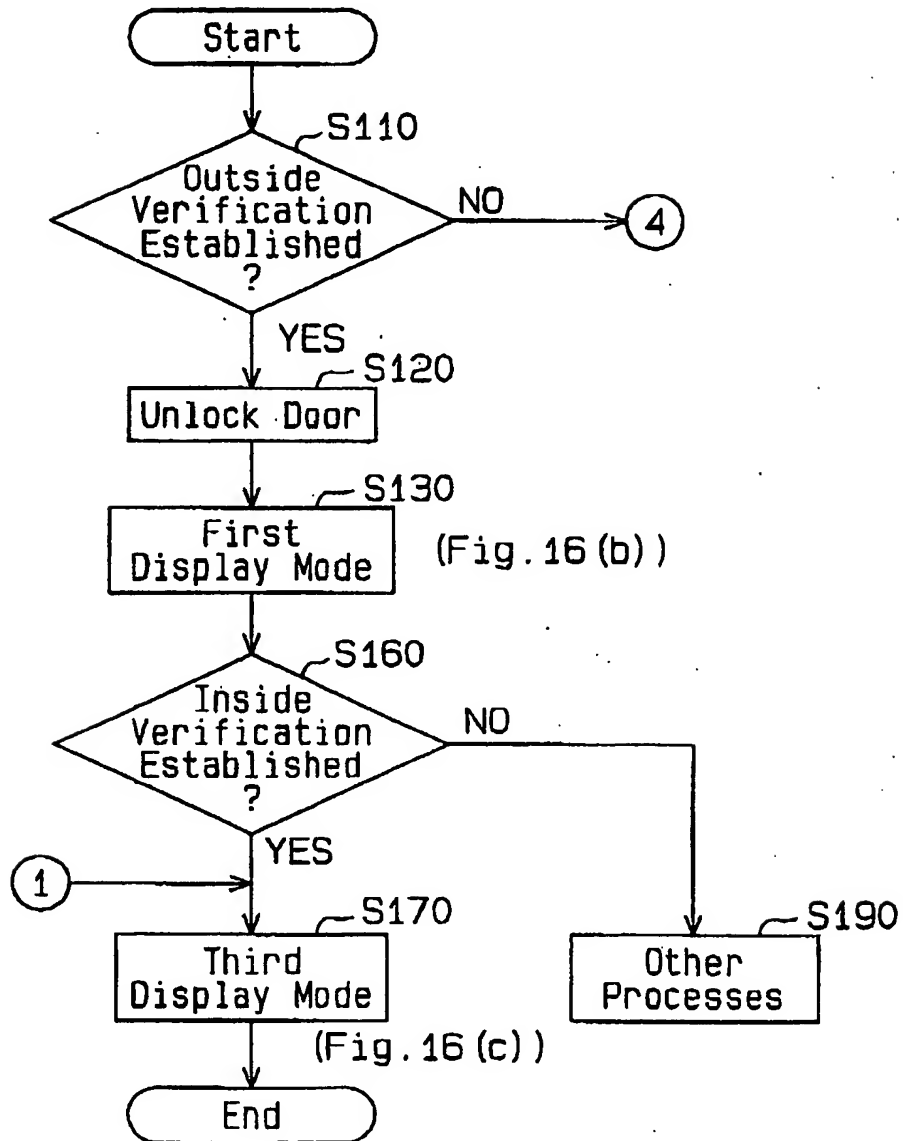 Start
S110
Outside
Verification
Established
?
NO
4
YES
S120
Unlock Door
S130
First
Display Mode
(Fig.16(b))
S160
Inside
Verification
Established
?
NO
YES
1
S170
Third
Display Mode
S190
Other
Processes
(Fig.16(c))
End